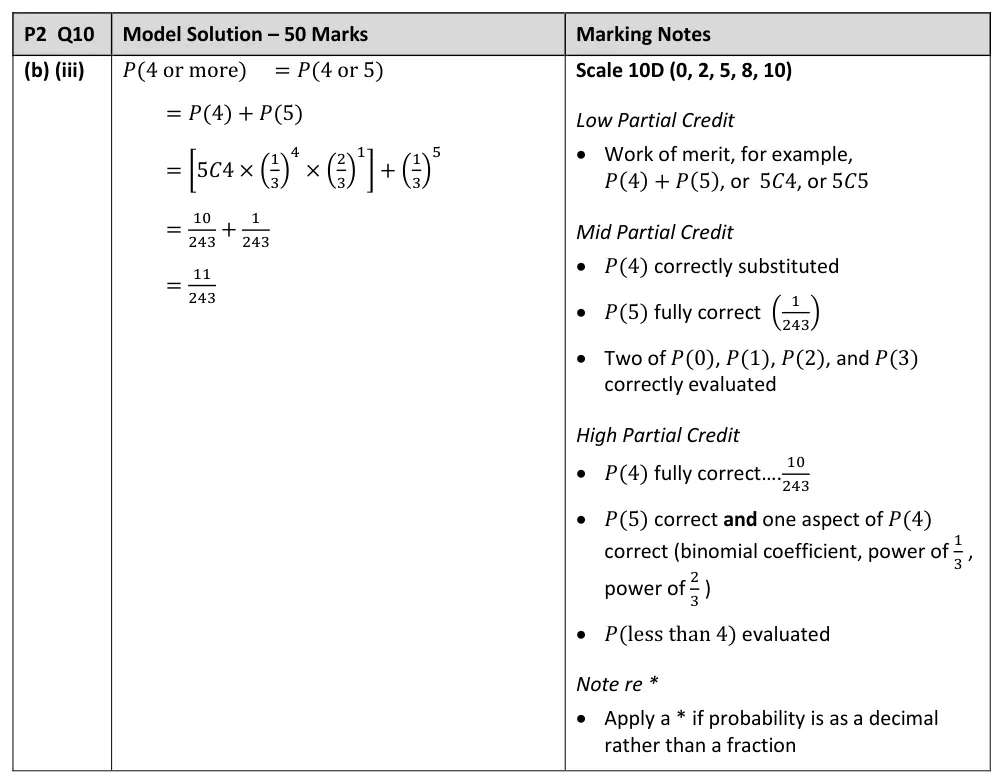 P2 Q10 Model Solution – 50 Marks Marking Notes
(b) (iii)
𝑃(4 or more) = 𝑃(4 or 5)
= 𝑃(4) + 𝑃(5)
= [5𝐶4 × (1/3)^4 × (2/3)^1] + (1/3)^5
= 10/243 + 1/243
= 11/243
Scale 10D (0, 2, 5, 8, 10)
Low Partial Credit
• Work of merit, for example,
𝑃(4) + 𝑃(5), or 5𝐶4, or 5𝐶5
Mid Partial Credit
• 𝑃(4) correctly substituted
• 𝑃(5) fully correct (1/243)
• Two of 𝑃(0), 𝑃(1), 𝑃(2), and 𝑃(3)
correctly evaluated
High Partial Credit
• 𝑃(4) fully correct….10/243
• 𝑃(5) correct and one aspect of 𝑃(4)
correct (binomial coefficient, power of 1/3 ,
power of 2/3 )
• 𝑃(less than 4) evaluated
Note re *
• Apply a * if probability is as a decimal
rather than a fraction